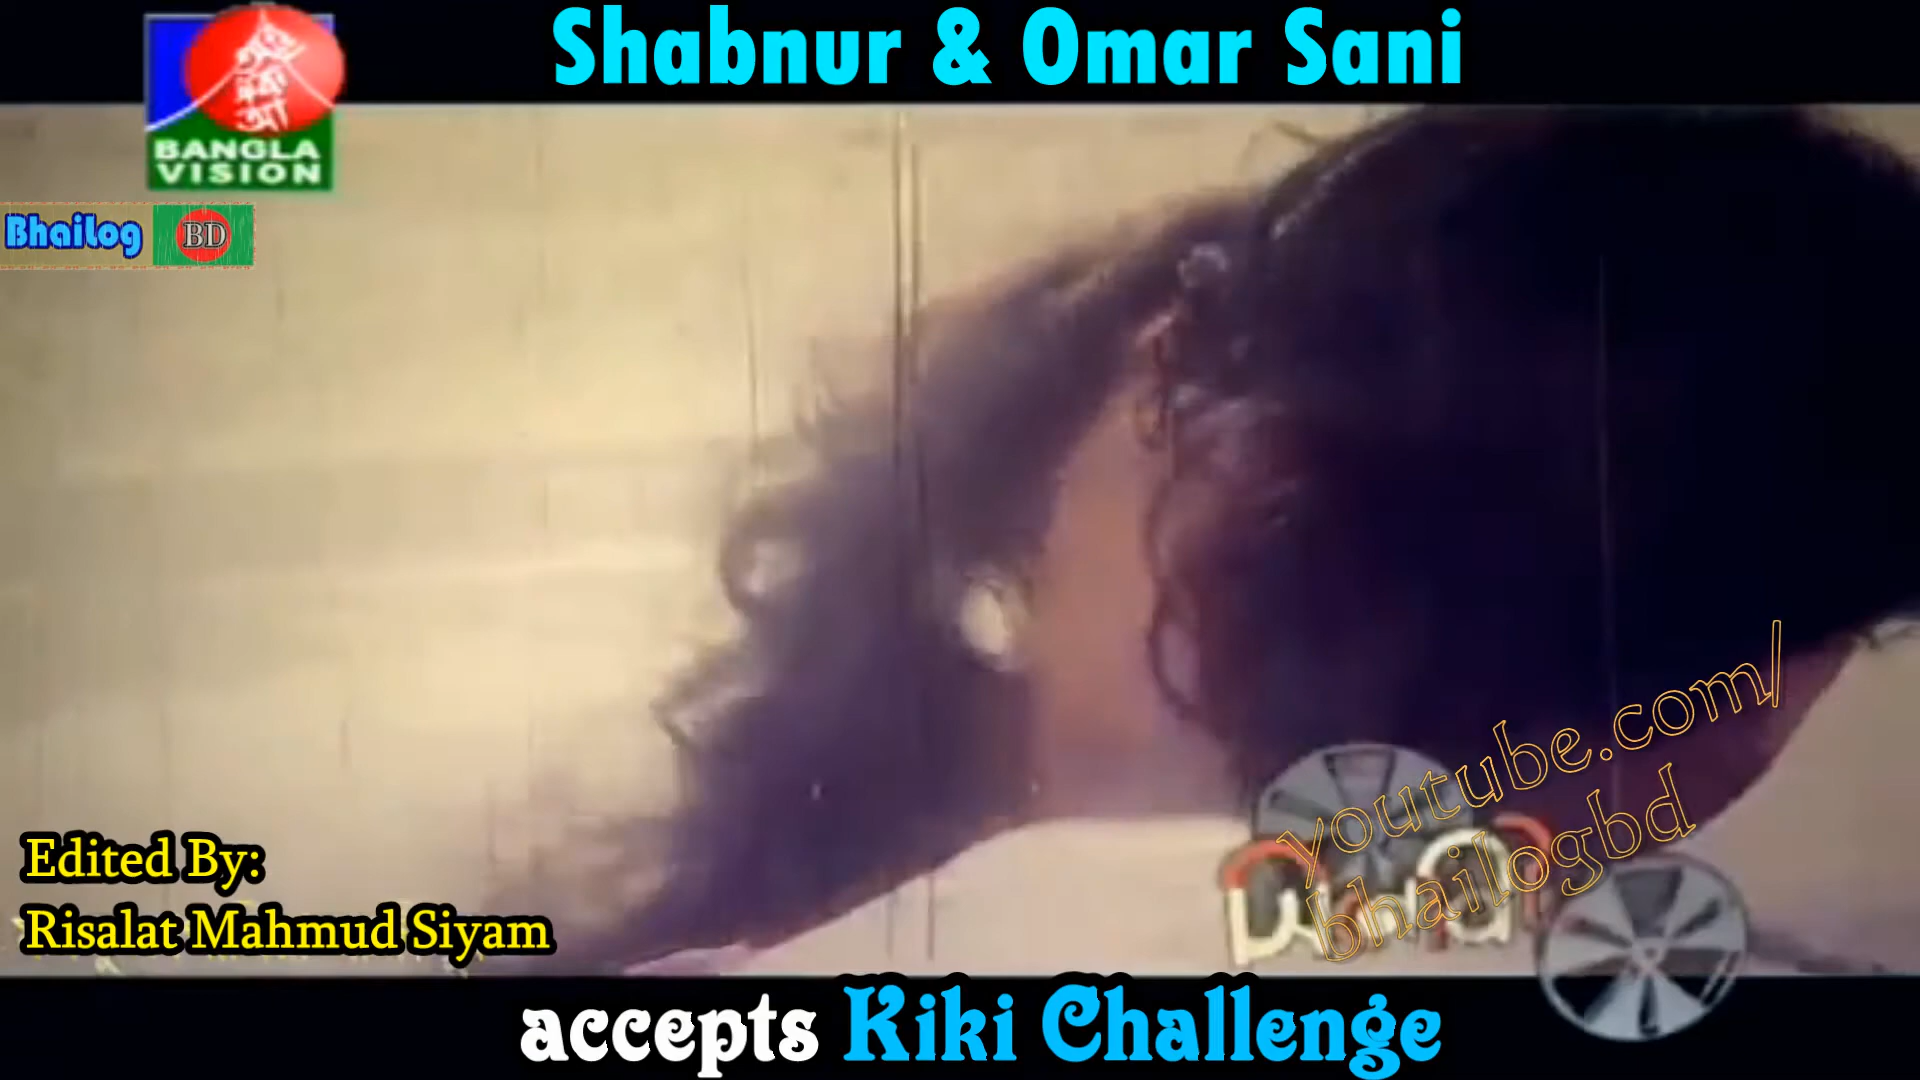 Shabnur & Omar Sani
BANGLA
VISION
BhaiLog BD
youtube.com/
bhailogbd
Edited By:
Risalat Mahmud Siyam
accepts Kiki Challenge